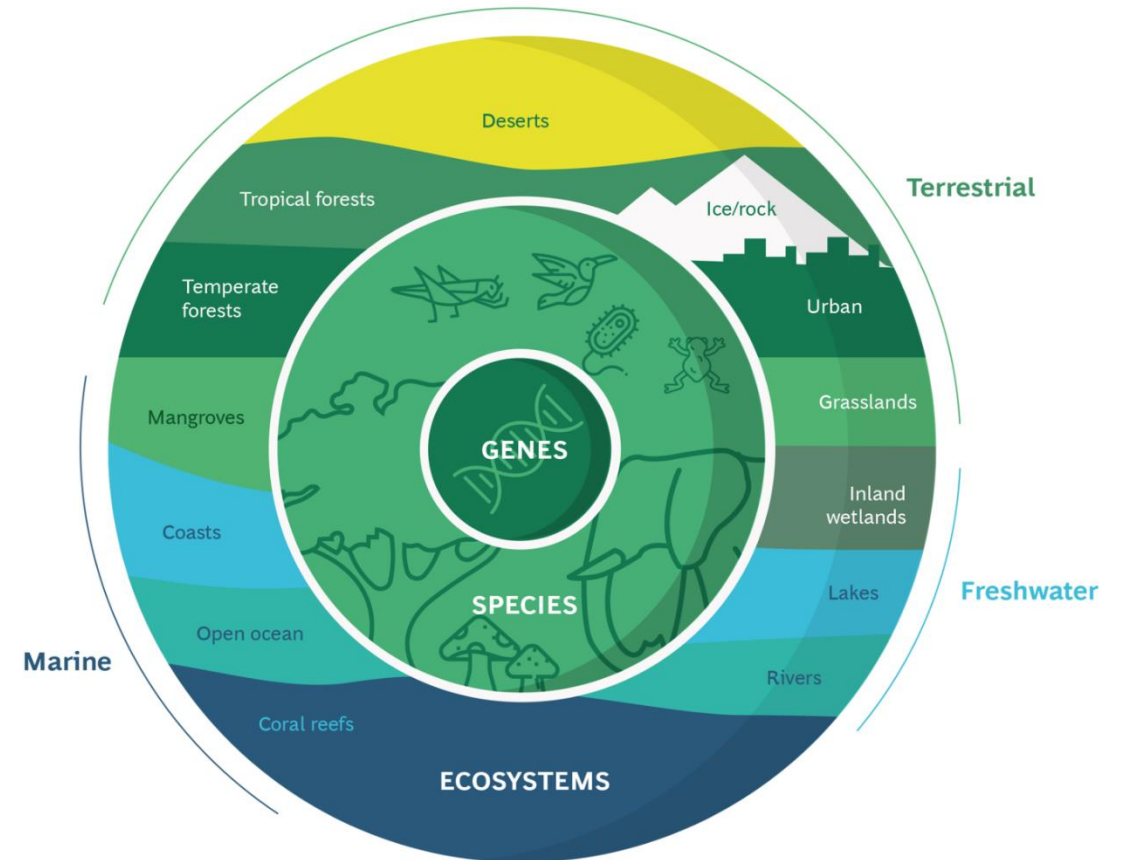 Deserts
Terrestrial
Tropical forests
Ice/rock
Temperate
forests
Urban
Mangroves
Grasslands
GENES
Inland
wetlands
Coasts
Lakes
Freshwater
SPECIES
Open ocean
Marine
Rivers
Coral reefs
ECOSYSTEMS